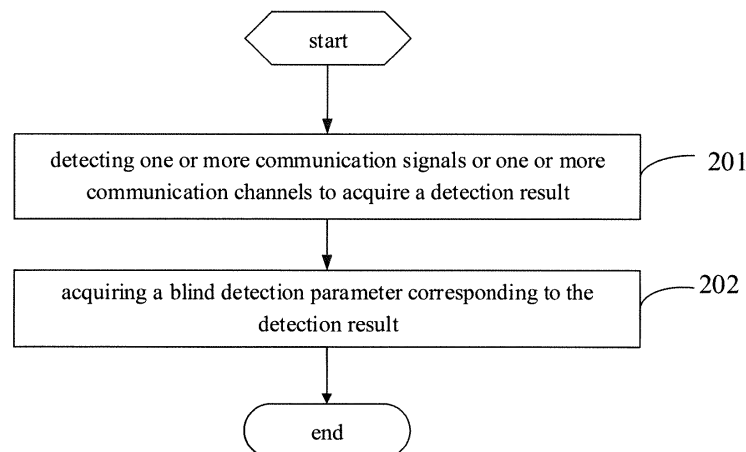 start
detecting one or more communication signals or one or more
communication channels to acquire a detection result
201
acquiring a blind detection parameter corresponding to the
detection result
202
end